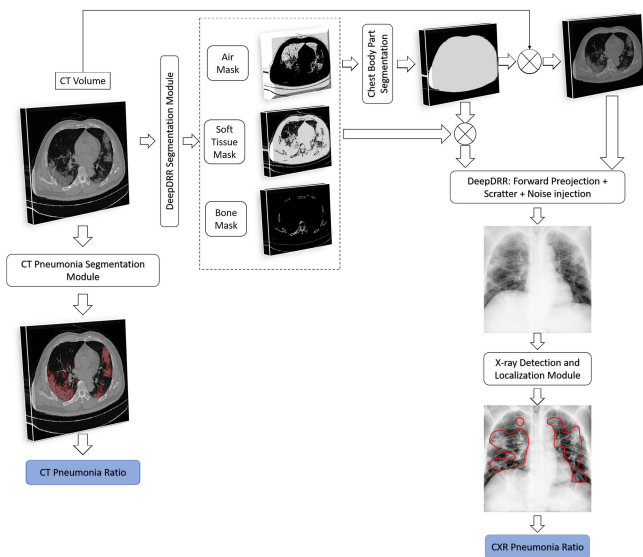 CT Volume
DeepDRR Segmentation Module
Air
Mask
Soft
Tissue
Mask
Bone
Mask
Chest Body Part
Segmentation
DeepDRR: Forward Preojection +
Scratter + Noise injection
CT Pneumonia Segmentation
Module
X-ray Detection and
Localization Module
CT Pneumonia Ratio
CXR Pneumonia Ratio